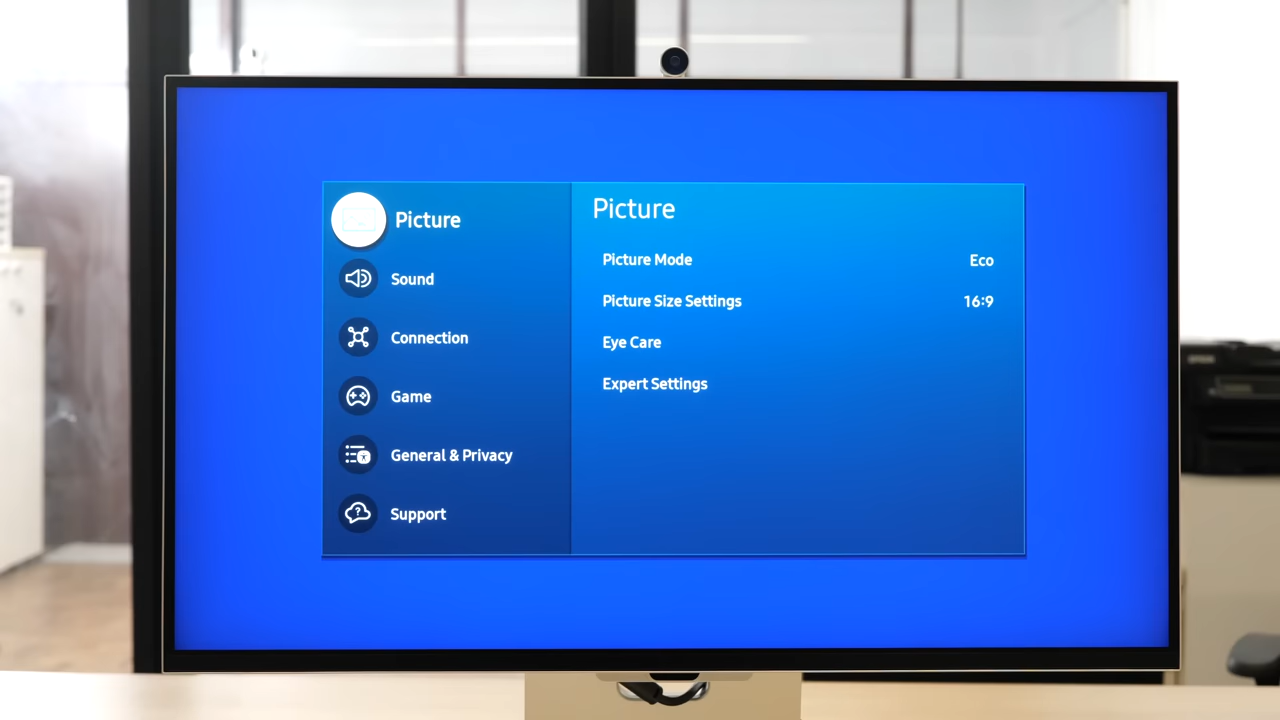 Picture
Sound
Connection
Game
General & Privacy
Support
Picture
Picture Mode Eco
Picture Size Settings 16:9
Eye Care
Expert Settings